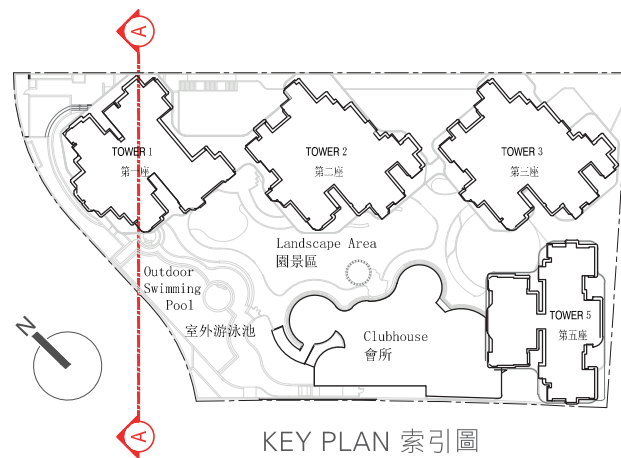 A
TOWER 1
第一座
TOWER 2
第二座
TOWER 3
第三座
Landscape Area
園景區
Outdoor
Swimming
Pool
室外游泳池
Clubhouse
會所
TOWER 5
第五座
N
A
KEY PLAN 索引圖